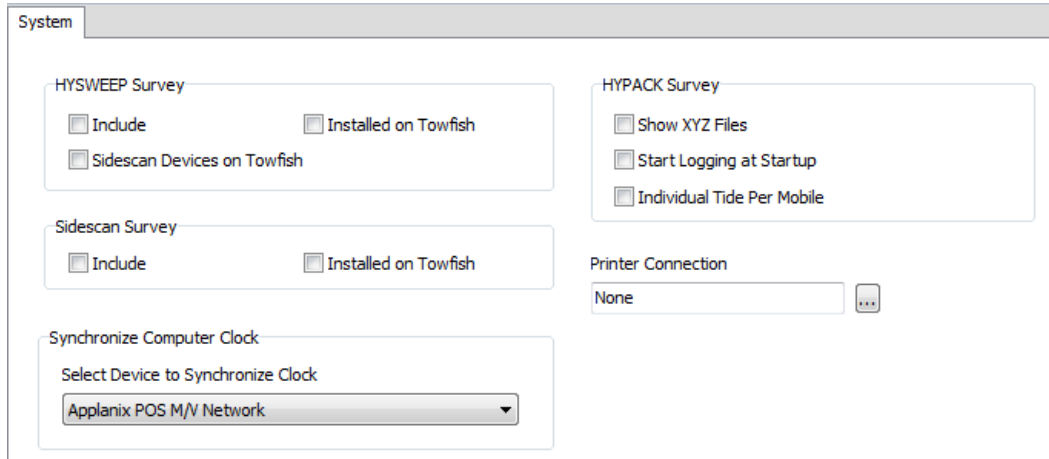 System
HYSWEEP Survey
Include
Installed on Towfish
Sidescan Devices on Towfish
Sidescan Survey
Include
Installed on Towfish
Synchronize Computer Clock
Select Device to Synchronize Clock
Applanix POS M/V Network
HYPACK Survey
Show XYZ Files
Start Logging at Startup
Individual Tide Per Mobile
Printer Connection
None
...